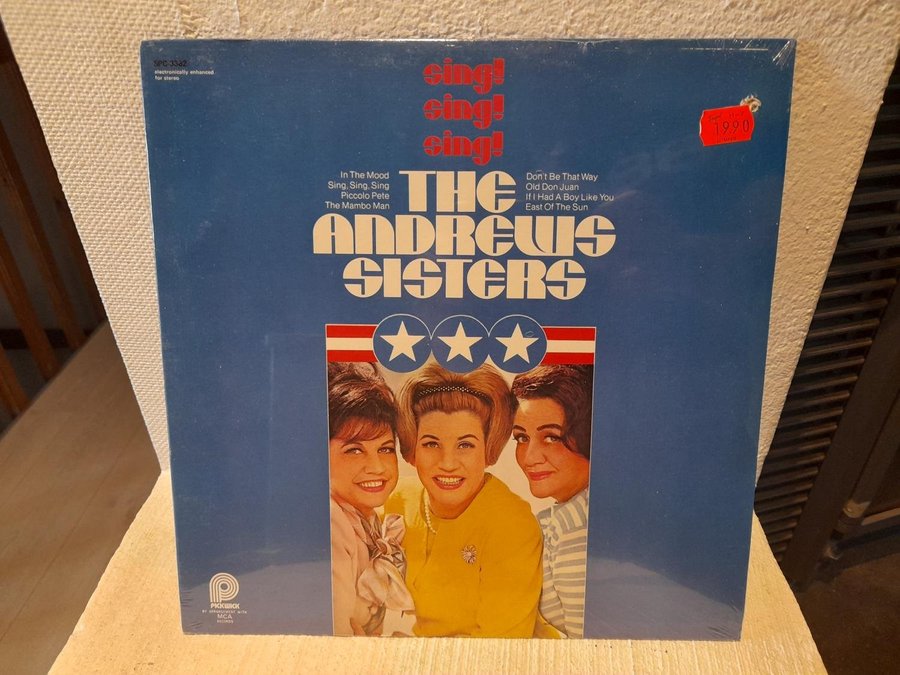 SPC-3382
electronically enhanced
for stereo
sing!
sing!
sing!
1990
In The Mood
Sing, Sing, Sing
Piccolo Pete
The Mambo Man
Don't Be That Way
Old Don Juan
If I Had A Boy Like You
East Of The Sun
THE
ANDREWS
SISTERS
PICKWICK
BY ARRANGEMENT WITH
MCA
RECORDS